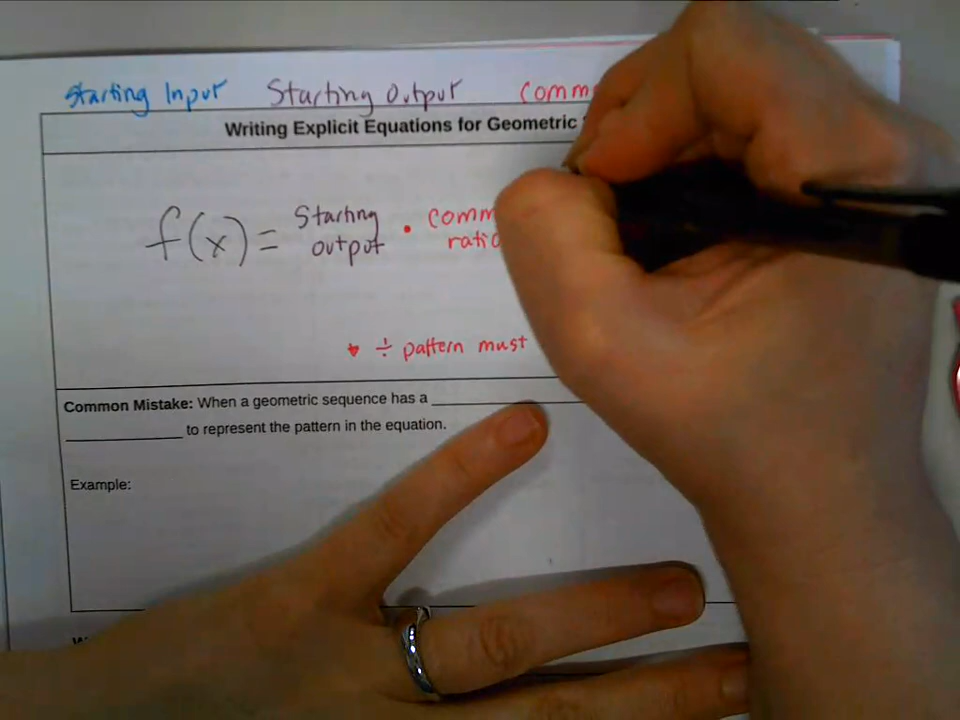 Starting Input Starting Output
Writing Explicit Equations for Geometric
f(x) = Starting output •
÷ pattern must
Common Mistake: When a geometric sequence has a
to represent the pattern in the equation.
Example: